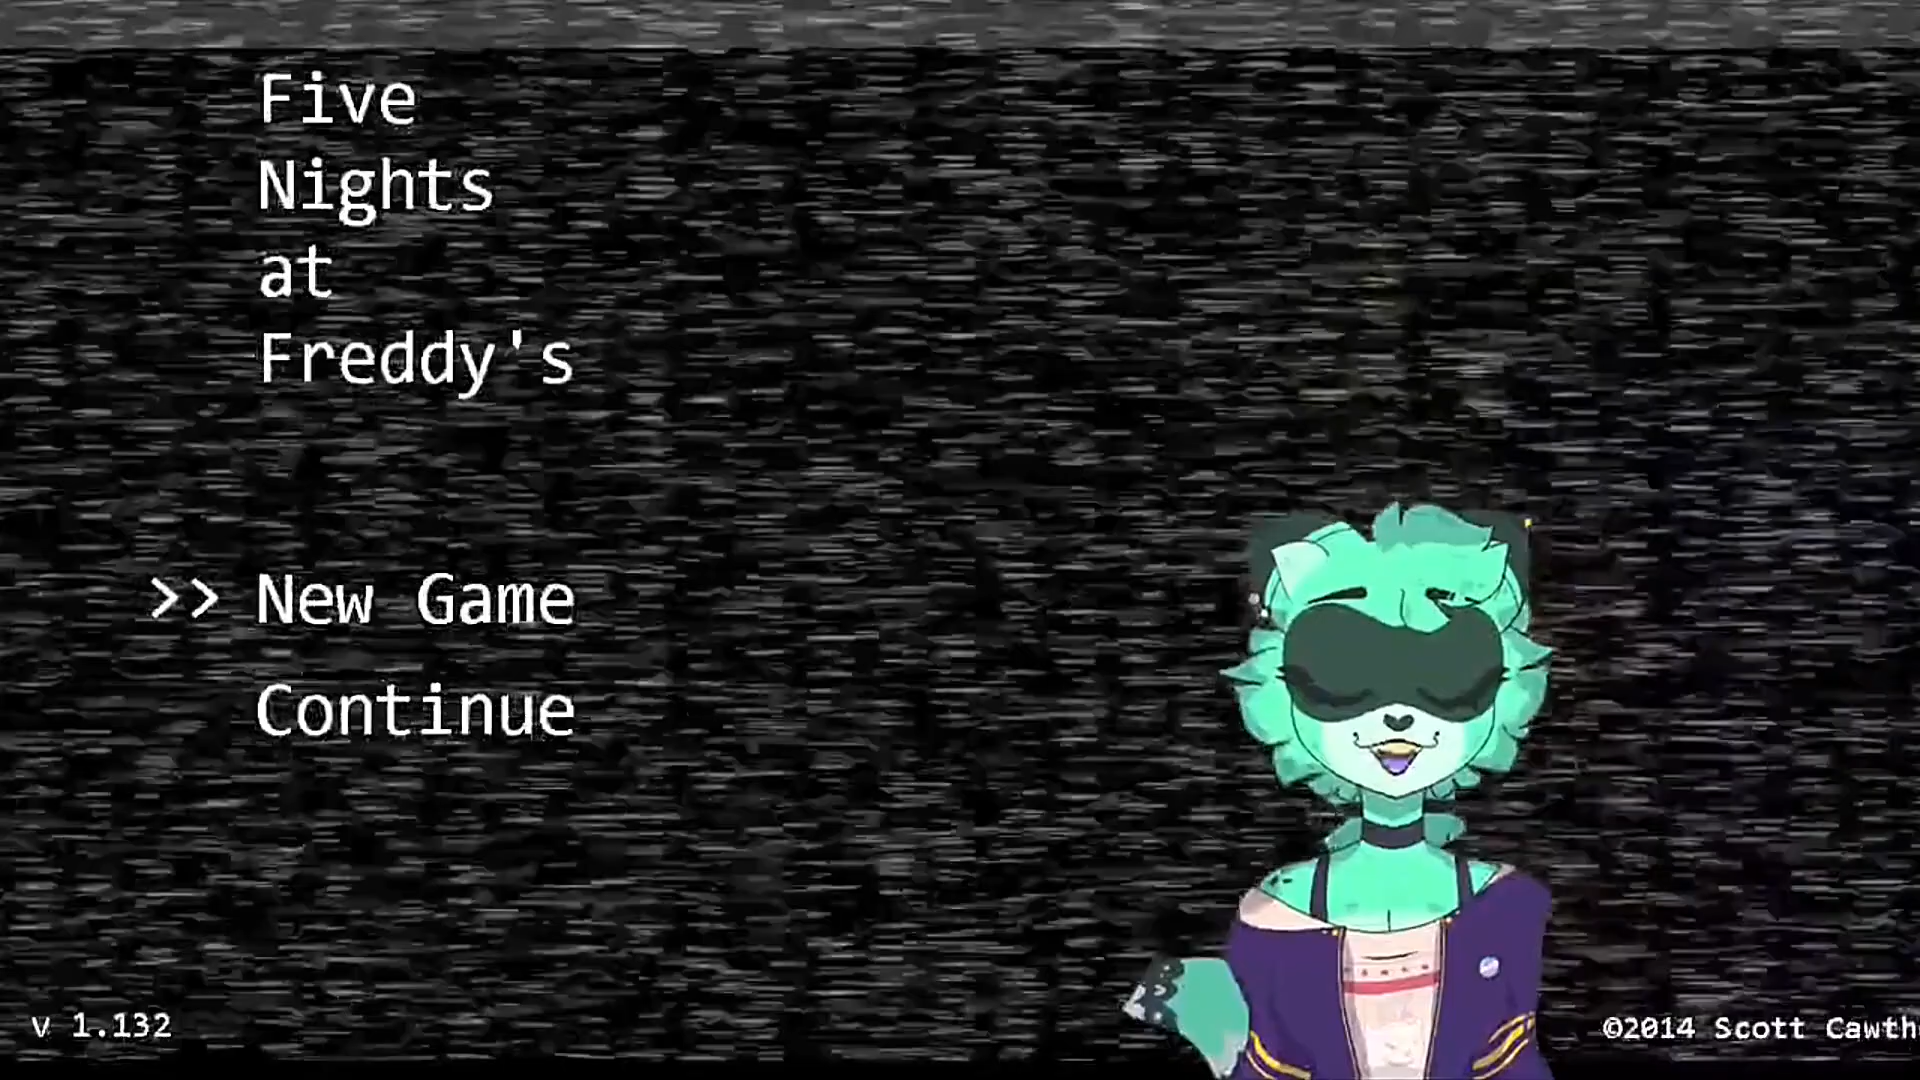 Five
Nights
at
Freddy's
>> New Game
Continue
v 1.132
©2014 Scott Cawth